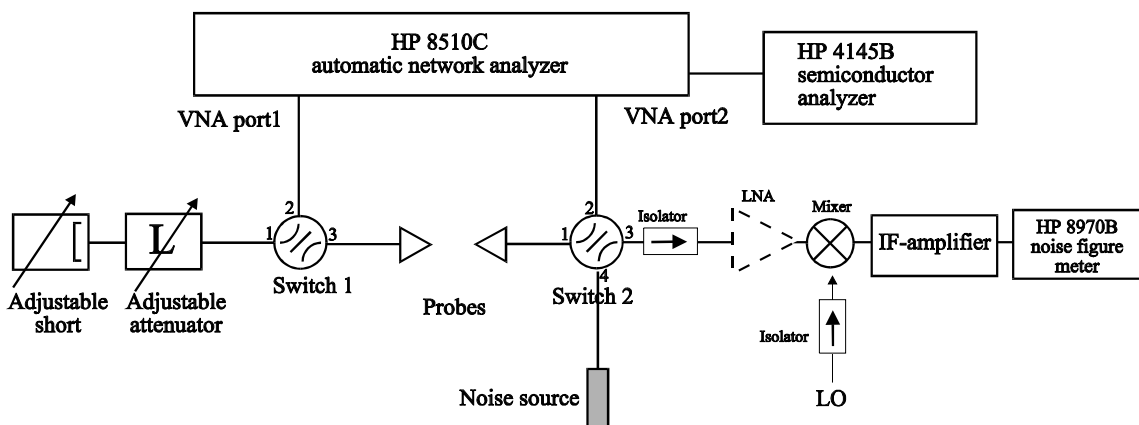 HP 8510C
automatic network analyzer
HP 4145B
semiconductor
analyzer
VNA port1
VNA port2
2
1
3
Switch 1
2
1
3
4
Switch 2
Isolator
LNA
Mixer
IF-amplifier
HP 8970B
noise figure
meter
L
Adjustable
short
Adjustable
attenuator
Probes
Isolator
LO
Noise source